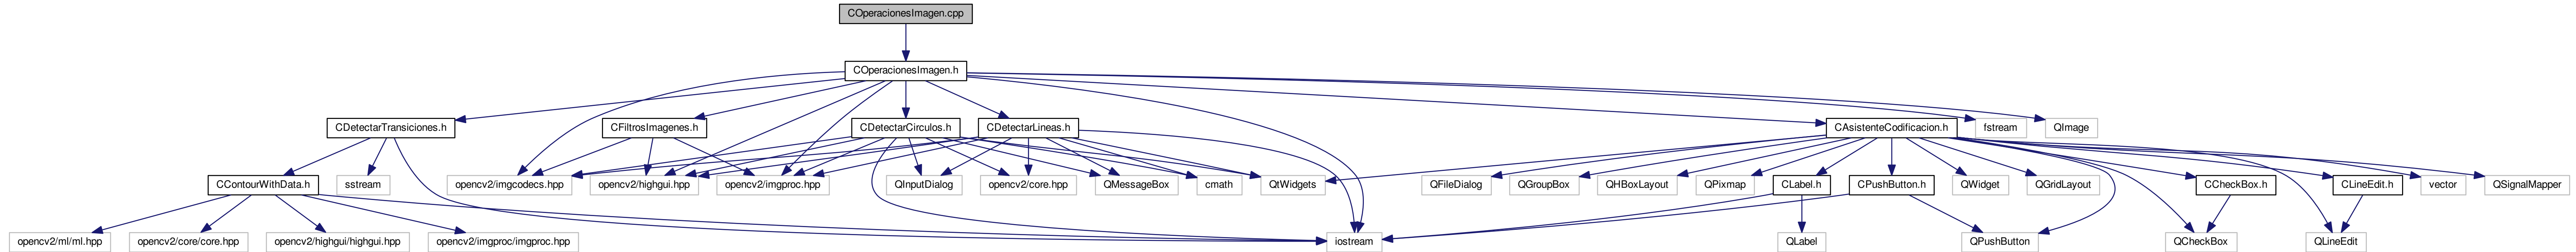 COperacionesImagen.cpp
COperacionesImagen.h
CDetectarTransiciones.h
CFiltrosImagenes.h
CDetectarCirculos.h
CDetectarLineas.h
CAsistenteCodificacion.h
fstream
QImage
CContourWithData.h
sstream
opencv2/imgcodecs.hpp
opencv2/highgui.hpp
opencv2/imgproc.hpp
QInputDialog
opencv2/core.hpp
QMessageBox
cmath
QtWidgets
QFileDialog
QGroupBox
QHBoxLayout
QPixmap
CLabel.h
CPushButton.h
QWidget
QGridLayout
CCheckBox.h
CLineEdit.h
vector
QSignalMapper
opencv2/ml/ml.hpp
opencv2/core/core.hpp
opencv2/highgui/highgui.hpp
opencv2/imgproc/imgproc.hpp
iostream
QLabel
QPushButton
QCheckBox
QLineEdit